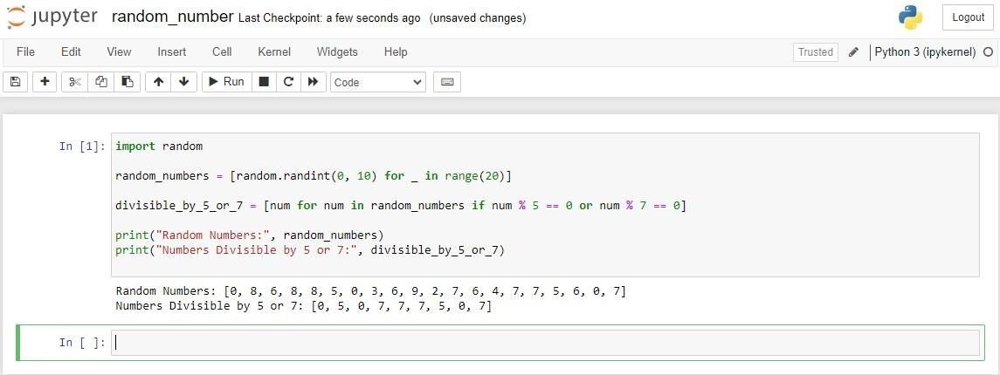 jupyter random_number Last Checkpoint: a few seconds ago (unsaved changes) Logout
File Edit View Insert Cell Kernel Widgets Help Trusted Python 3 (ipykernel)
Run Code
In [1]: import random
random_numbers = [random.randint(0, 10) for _ in range(20)]
divisible_by_5_or_7 = [num for num in random_numbers if num % 5 == 0 or num % 7 == 0]
print("Random Numbers:", random_numbers)
print("Numbers Divisible by 5 or 7:", divisible_by_5_or_7)
Random Numbers: [0, 8, 6, 8, 8, 5, 0, 3, 6, 9, 2, 7, 6, 4, 7, 7, 5, 6, 0, 7]
Numbers Divisible by 5 or 7: [0, 5, 0, 7, 7, 7, 5, 0, 7]
In [ ]: